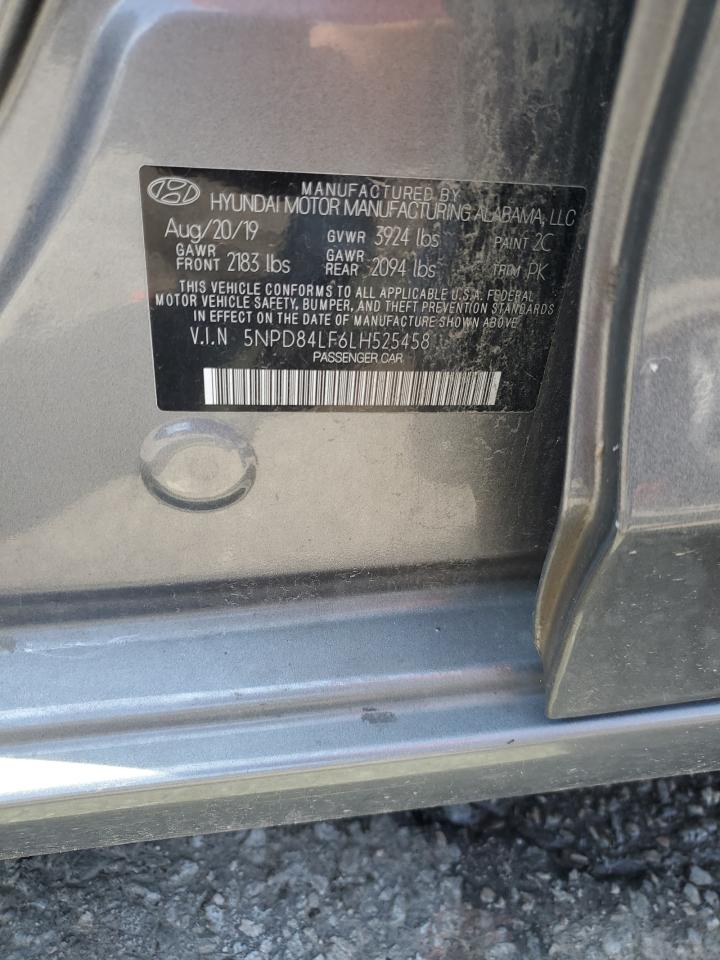 MANUFACTURED BY
HYUNDAI MOTOR MANUFACTURING ALABAMA, LLC
Aug/20/19 GVWR 3924 lbs PAINT 2C
GAWR FRONT 2183 lbs GAWR REAR 2094 lbs TRIM PK
THIS VEHICLE CONFORMS TO ALL APPLICABLE U.S.A. FEDERAL
MOTOR VEHICLE SAFETY, BUMPER, AND THEFT PREVENTION STANDARDS
IN EFFECT ON THE DATE OF MANUFACTURE SHOWN ABOVE.
V.I.N 5NPD84LF6LH525458
PASSENGER CAR